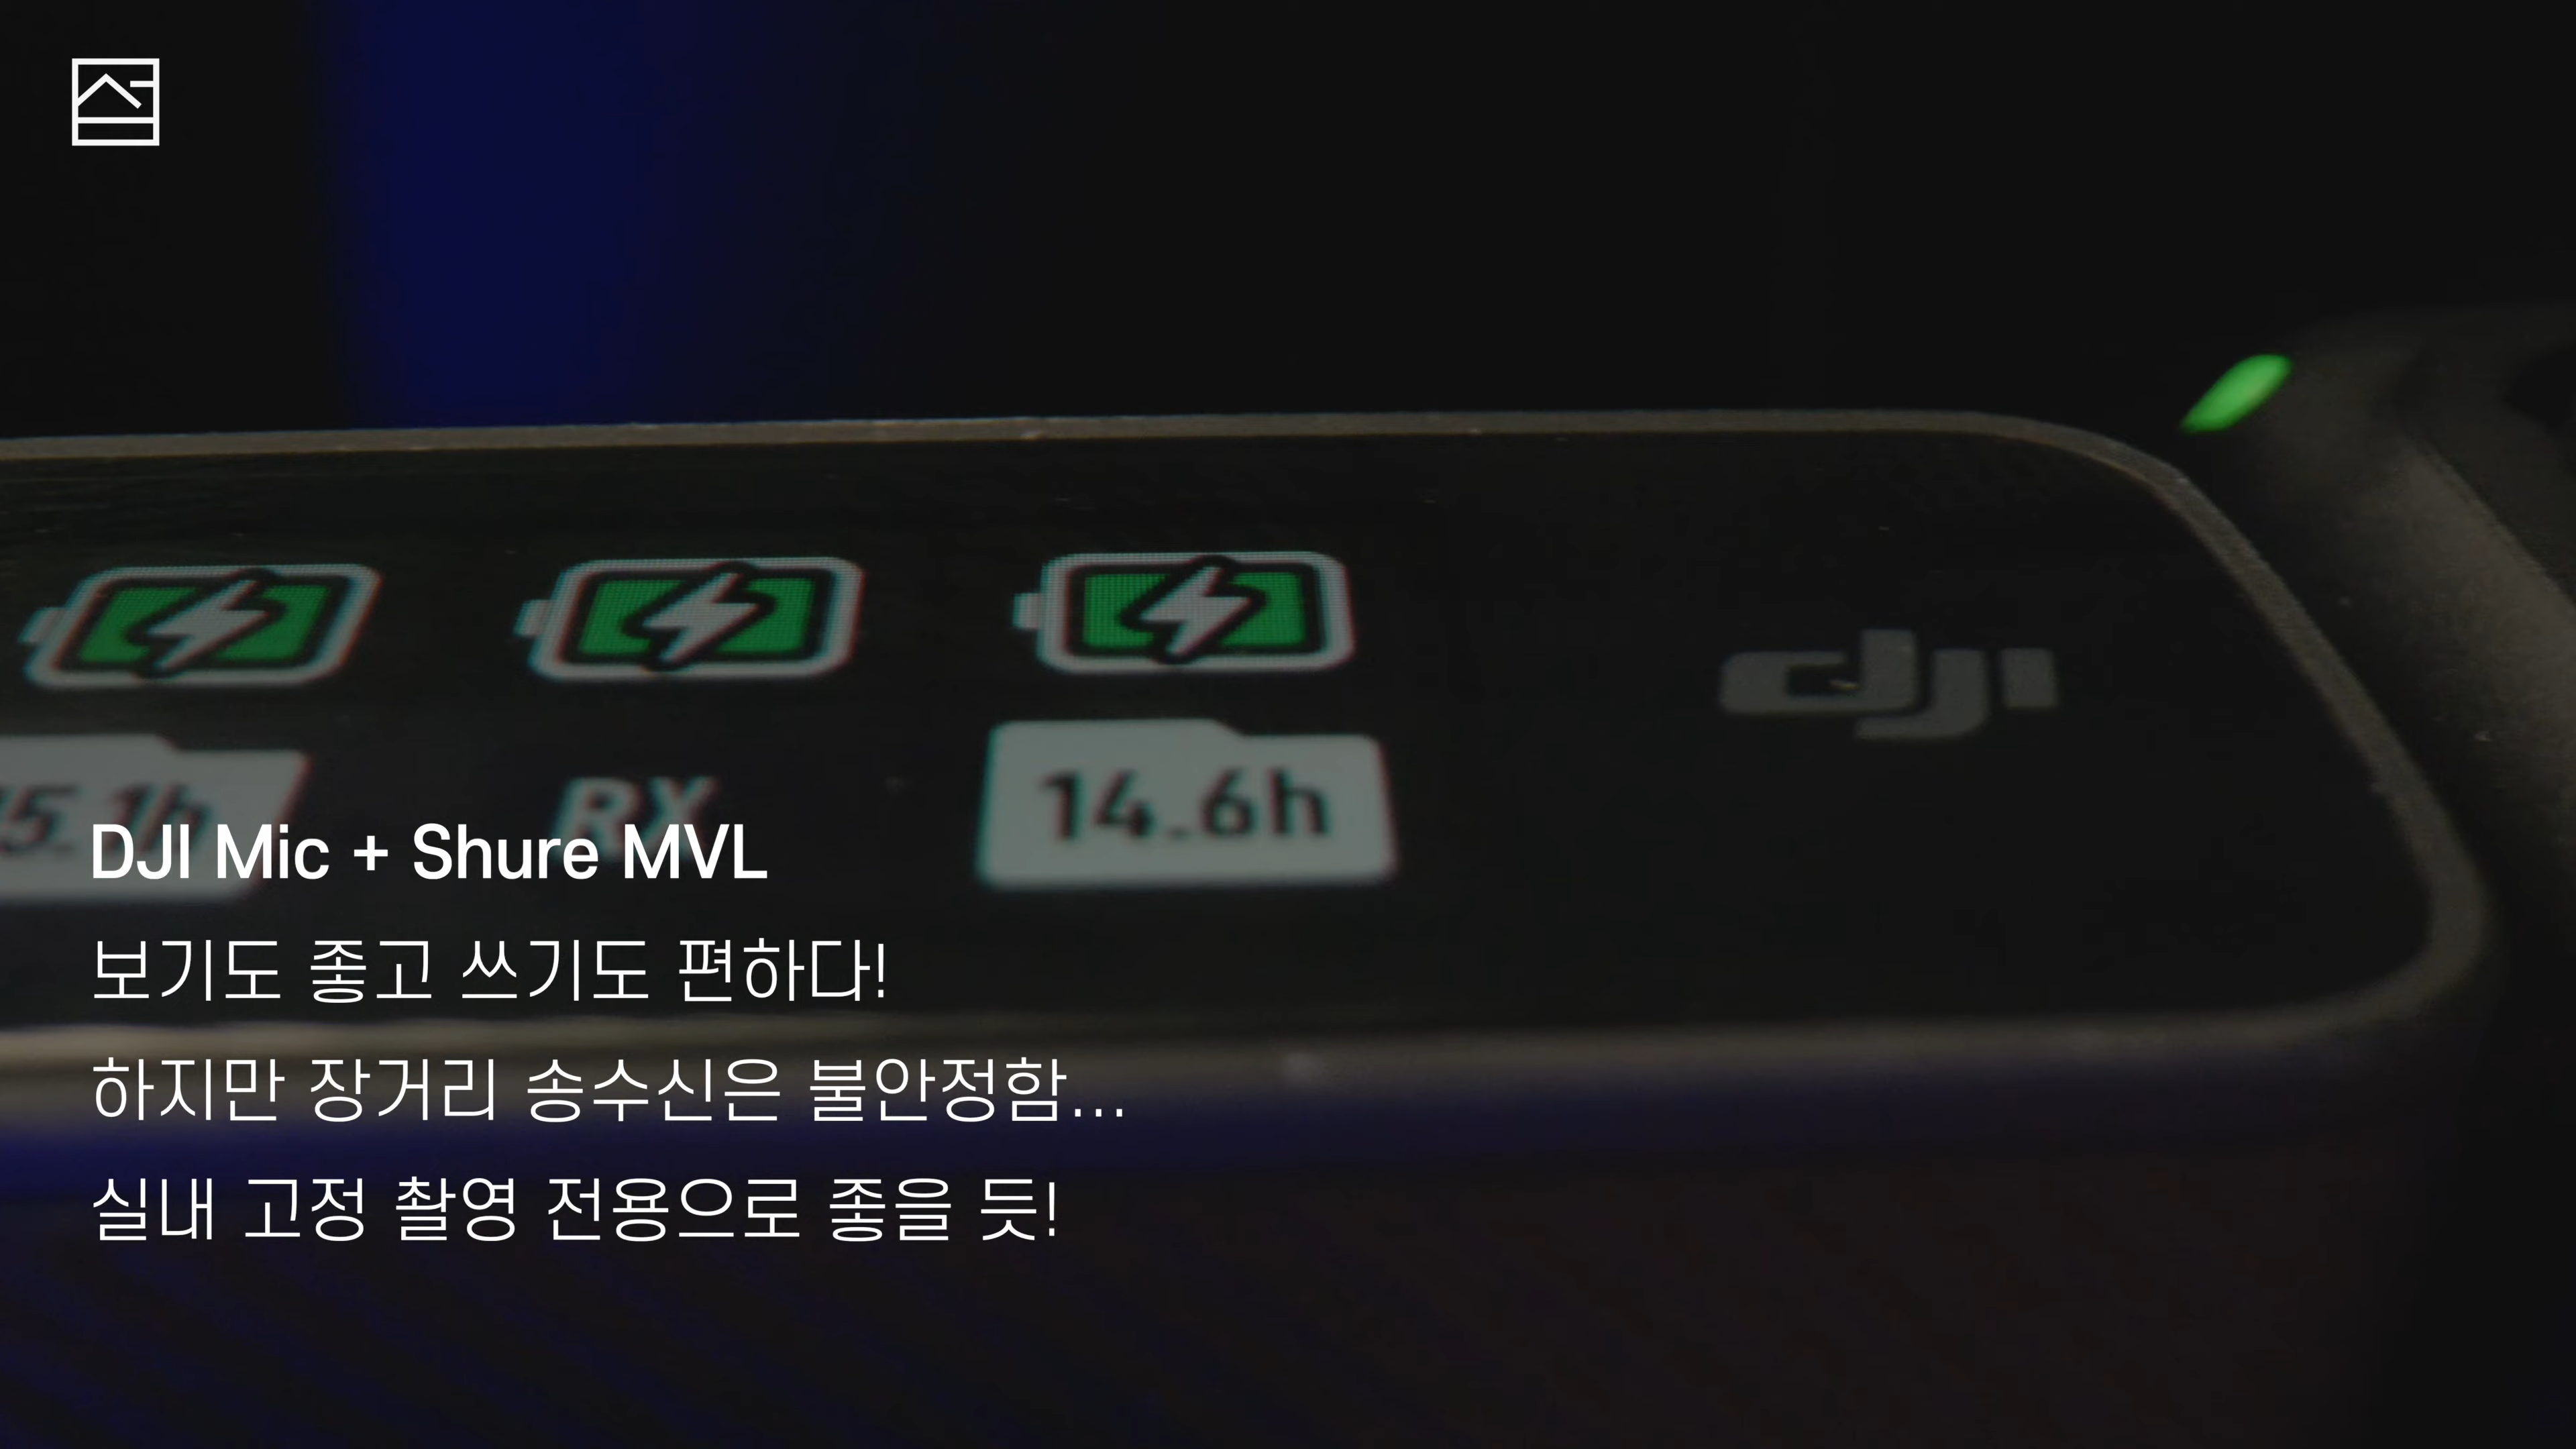 dji
RX
14.6h
DJI Mic + Shure MVL
보기도 좋고 쓰기도 편하다!
하지만 장거리 송수신은 불안정함...
실내 고정 촬영 전용으로 좋을 듯!